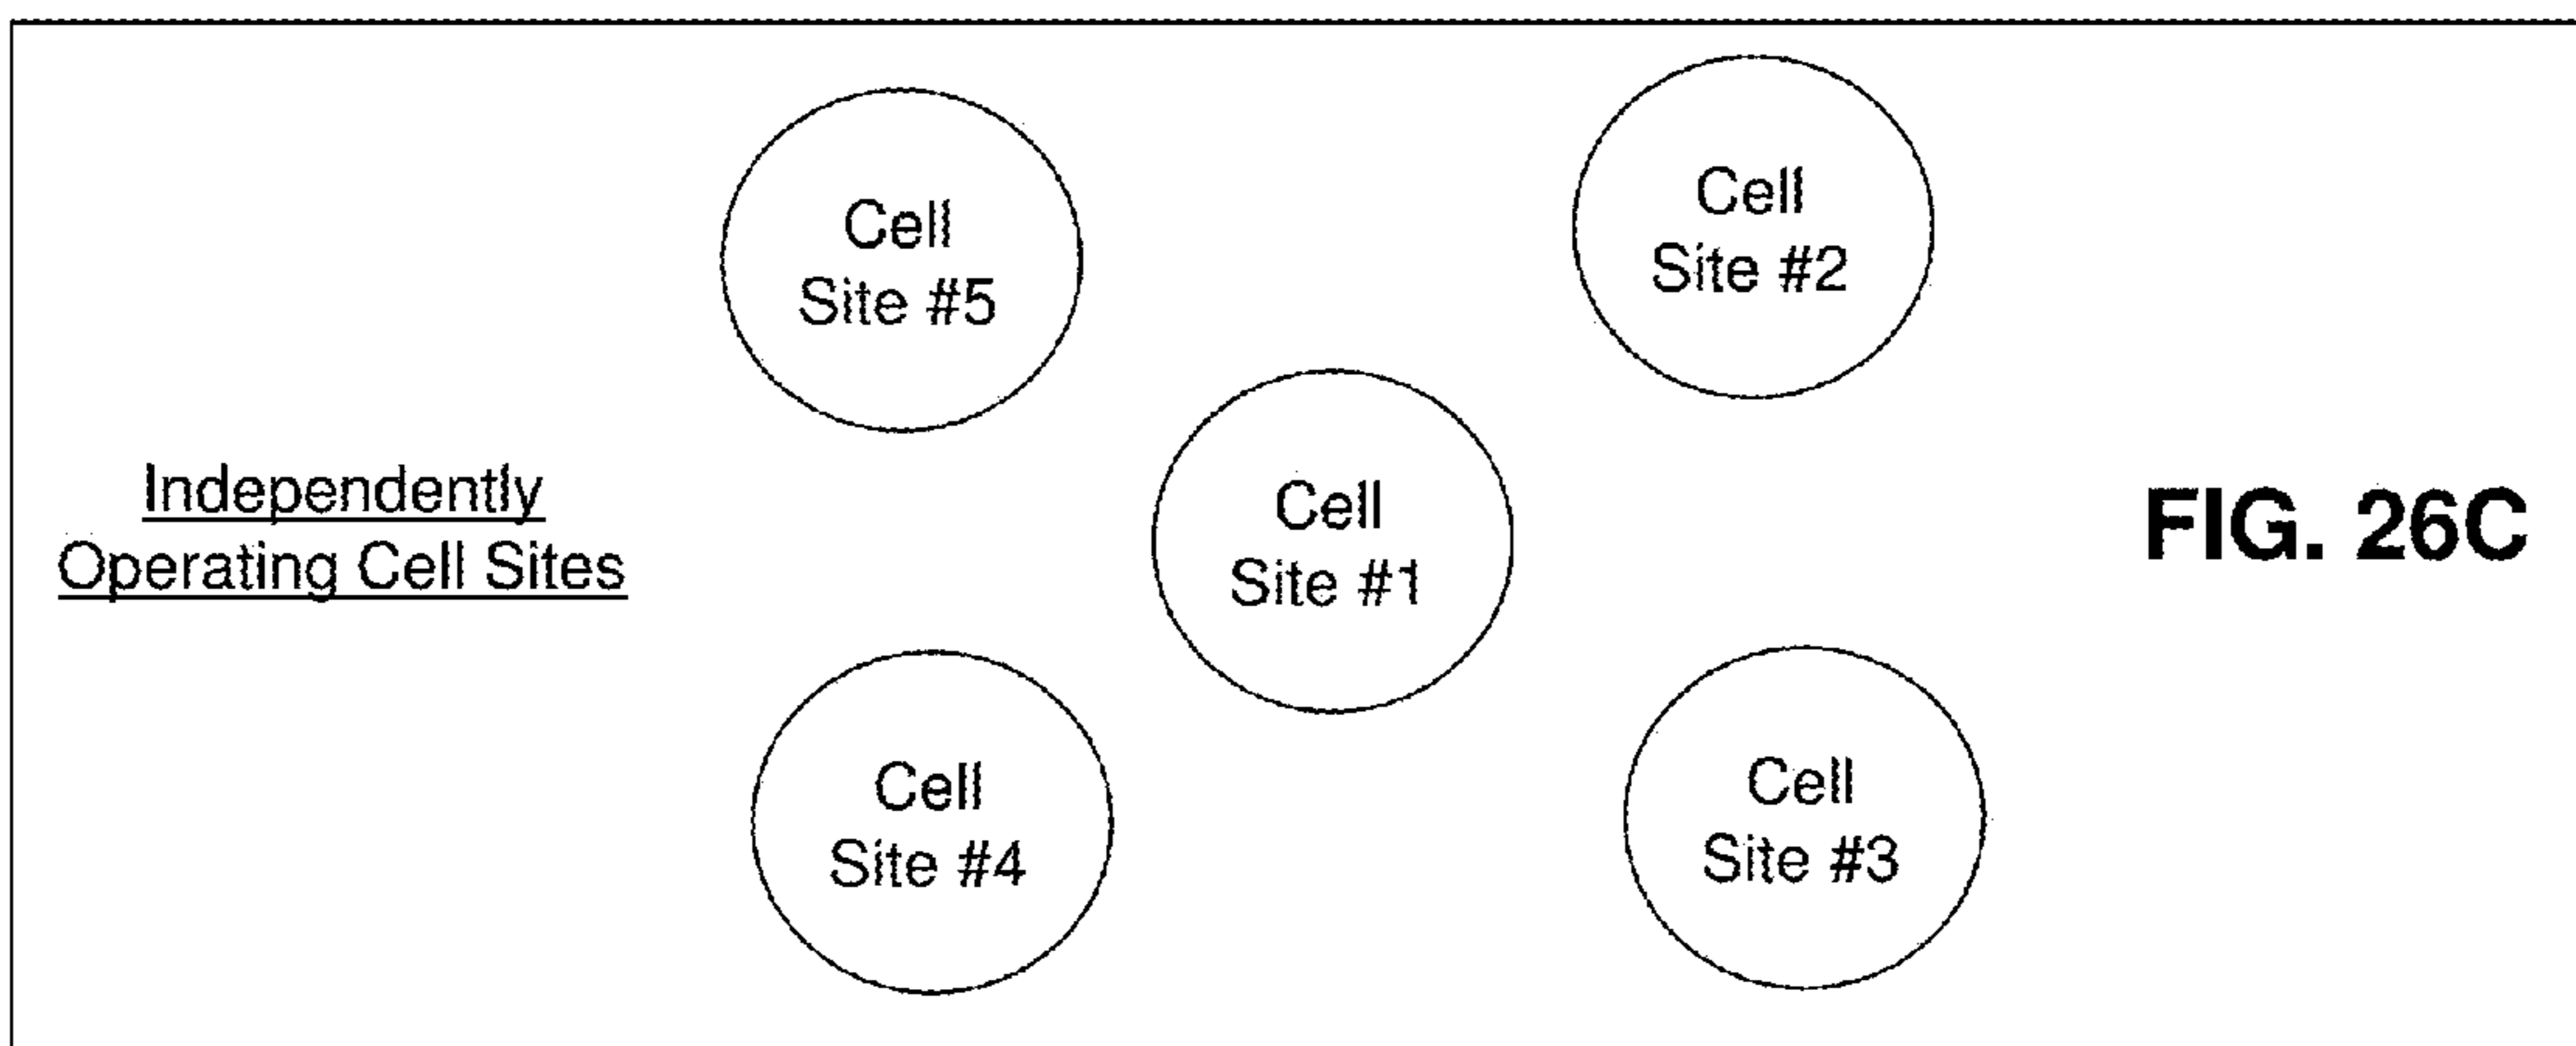 Cell
Site #5
Cell
Site #2
Independently
Operating Cell Sites
Cell
Site #1
FIG. 26C
Cell
Site #4
Cell
Site #3